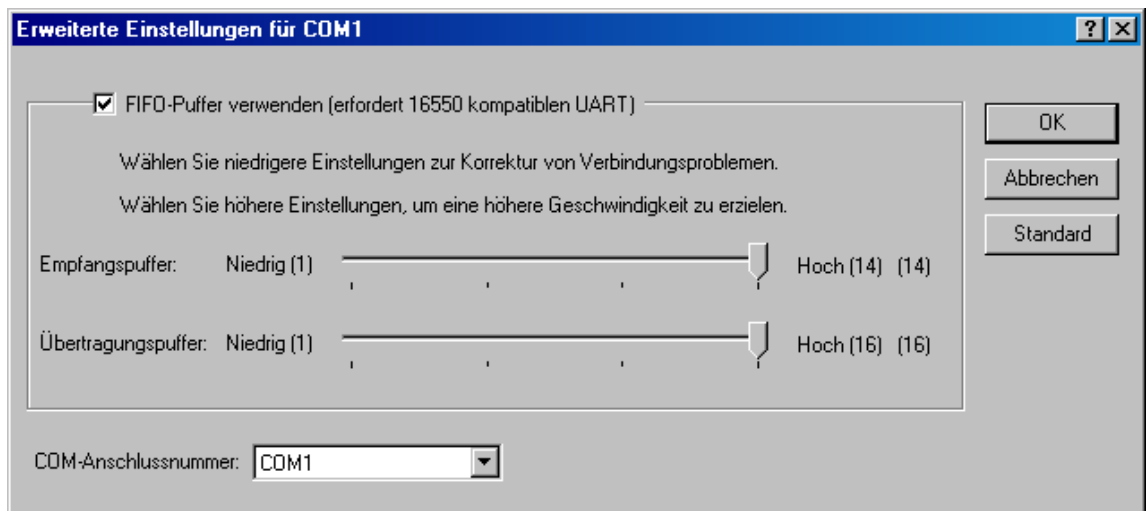 Erweiterte Einstellungen für COM1
FIFO-Puffer verwenden (erfordert 16550 kompatiblen UART)
Wählen Sie niedrigere Einstellungen zur Korrektur von Verbindungsproblemen.
Wählen Sie höhere Einstellungen, um eine höhere Geschwindigkeit zu erzielen.
Empfangspuffer: Niedrig (1) Hoch (14) (14)
Übertragungspuffer: Niedrig (1) Hoch (16) (16)
COM-Anschlussnummer: COM1
OK
Abbrechen
Standard